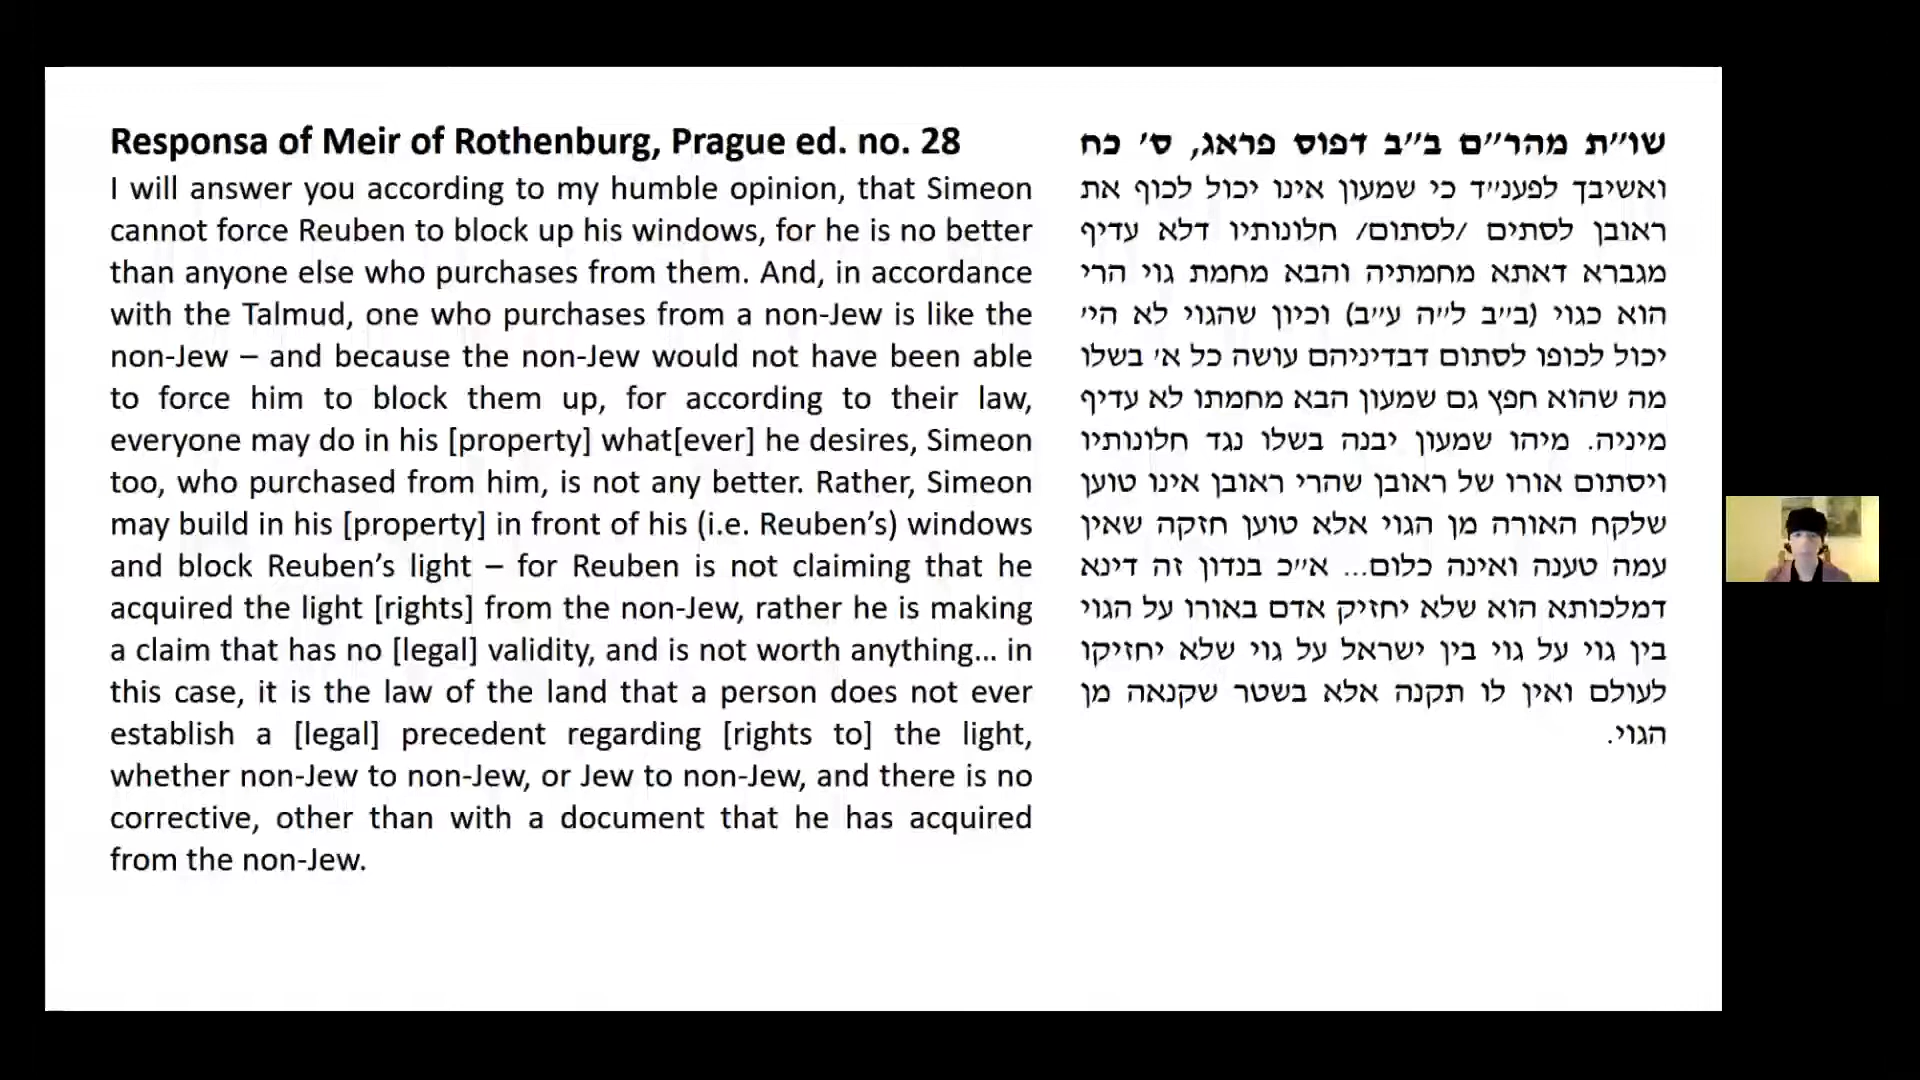 Responsa of Meir of Rothenburg, Prague ed. no. 28
I will answer you according to my humble opinion, that Simeon
cannot force Reuben to block up his windows, for he is no better
than anyone else who purchases from them. And, in accordance
with the Talmud, one who purchases from a non-Jew is like the
non-Jew – and because the non-Jew would not have been able
to force him to block them up, for according to their law,
everyone may do in his [property] what[ever] he desires, Simeon
too, who purchased from him, is not any better. Rather, Simeon
may build in his [property] in front of his (i.e. Reuben’s) windows
and block Reuben’s light – for Reuben is not claiming that he
acquired the light [rights] from the non-Jew, rather he is making
a claim that has no [legal] validity, and is not worth anything… in
this case, it is the law of the land that a person does not ever
establish a [legal] precedent regarding [rights to] the light,
whether non-Jew to non-Jew, or Jew to non-Jew, and there is no
corrective, other than with a document that he has acquired
from the non-Jew.
שו״ת מהר״ם ב״ב דפוס פראג, ס׳ כח
ואשיבך לפענ״ד כי שמעון אינו יכול לכוף את
ראובן לסתים /לסתום/ חלונותיו דלא עדיף
מגברא דאתא מחמתיה והבא מחמת גוי הרי
הוא כגוי (ב״ב ל״ה ע״ב) וכיון שהגוי לא הי׳
יכול לכופו לסתום דבדיניהם עושה כל א׳ בשלו
מה שהוא חפץ גם שמעון הבא מחמתו לא עדיף
מיניה. מיהו שמעון יבנה בשלו נגד חלונותיו
ויסתום אורו של ראובן שהרי ראובן אינו טוען
שלקח האורה מן הגוי אלא טוען חזקה שאין
עמה טענה ואינה כלום... א״כ בנדון זה דינא
דמלכותא הוא שלא יחזיק אדם באורו על הגוי
בין גוי על גוי בין ישראל על גוי שלא יחזיקו
לעולם ואין לו תקנה אלא בשטר שקנאה מן
הגוי.